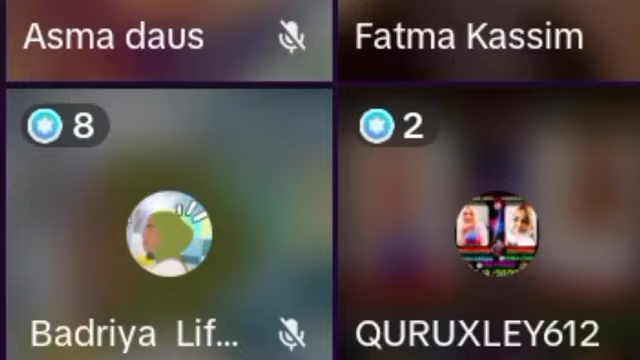 Asma daus
Fatma Kassim
8
2
Badriya Lif...
QURUXLEY612